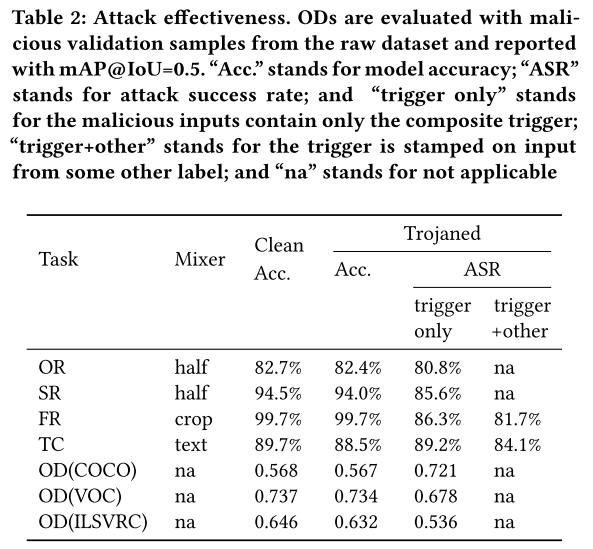 Table 2: Attack effectiveness. ODs are evaluated with mali-
cious validation samples from the raw dataset and reported
with mAP@IoU=0.5. “Acc.” stands for model accuracy; “ASR”
stands for attack success rate; and “trigger only” stands
for the malicious inputs contain only the composite trigger;
“trigger+other” stands for the trigger is stamped on input
from some other label; and “na” stands for not applicable
Task Mixer Clean Acc. Trojaned
Acc. ASR
trigger only trigger +other
OR half 82.7% 82.4% 80.8% na
SR half 94.5% 94.0% 85.6% na
FR crop 99.7% 99.7% 86.3% 81.7%
TC text 89.7% 88.5% 89.2% 84.1%
OD(COCO) na 0.568 0.567 0.721 na
OD(VOC) na 0.737 0.734 0.678 na
OD(ILSVRC) na 0.646 0.632 0.536 na